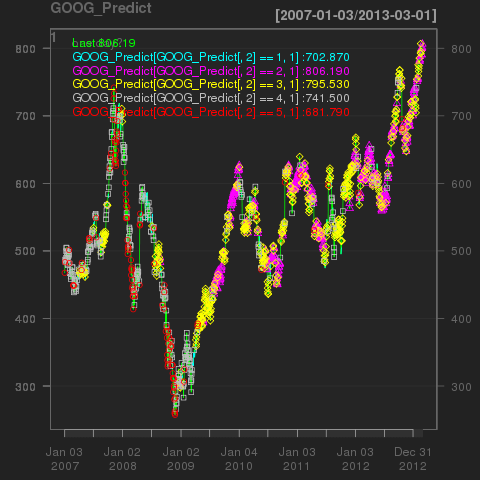 GOOG_Predict
[2007-01-03/2013-03-01]
Last 806.19
GOOG_Predict[GOOG_Predict[, 2] == 1, 1] :702.870
GOOG_Predict[GOOG_Predict[, 2] == 2, 1] :806.190
GOOG_Predict[GOOG_Predict[, 2] == 3, 1] :795.530
GOOG_Predict[GOOG_Predict[, 2] == 4, 1] :741.500
GOOG_Predict[GOOG_Predict[, 2] == 5, 1] :681.790
800 800
700 700
600 600
500 500
400 400
300 300
Jan 03 Jan 02 Jan 02 Jan 04 Jan 03 Jan 03 Dec 31
2007 2008 2009 2010 2011 2012 2012